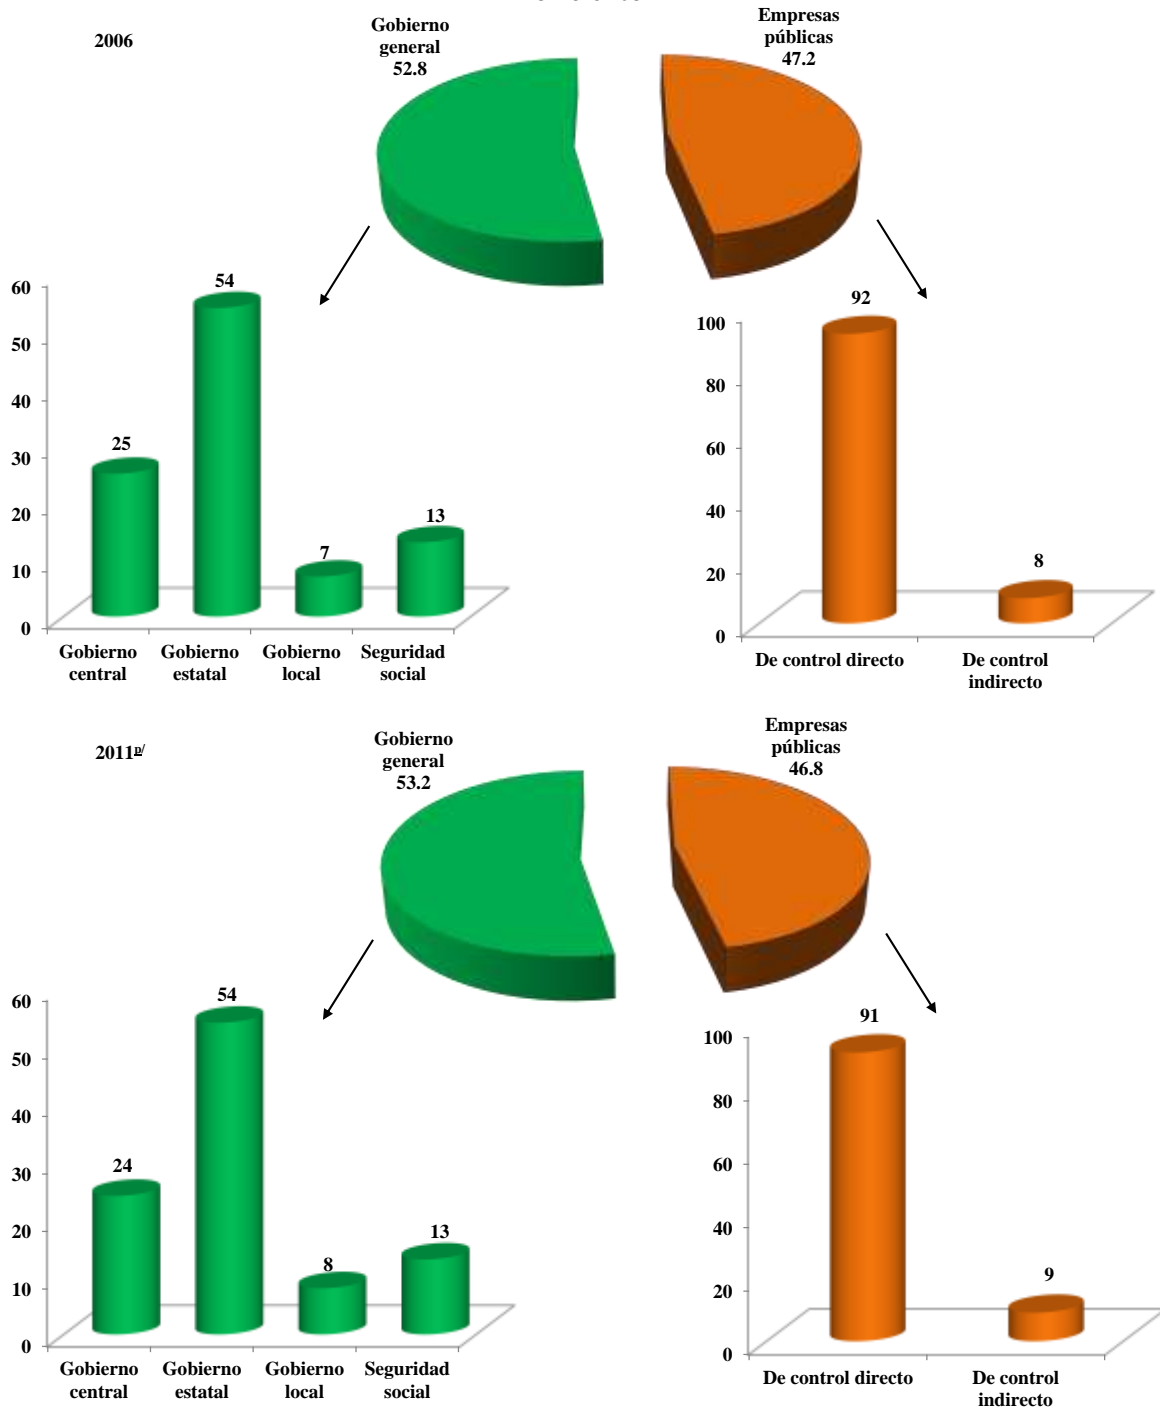 2006
Gobierno
general
52.8
Empresas
públicas
47.2
60
50
40
30
20
10
0
25
54
7
13
Gobierno
central
Gobierno
estatal
Gobierno
local
Seguridad
social
100
80
60
40
20
0
92
8
De control directo
De control
indirecto
2011p/
Gobierno
general
53.2
Empresas
públicas
46.8
60
50
40
30
20
10
0
24
54
8
13
Gobierno
central
Gobierno
estatal
Gobierno
local
Seguridad
social
100
80
60
40
20
0
91
9
De control directo
De control
indirecto